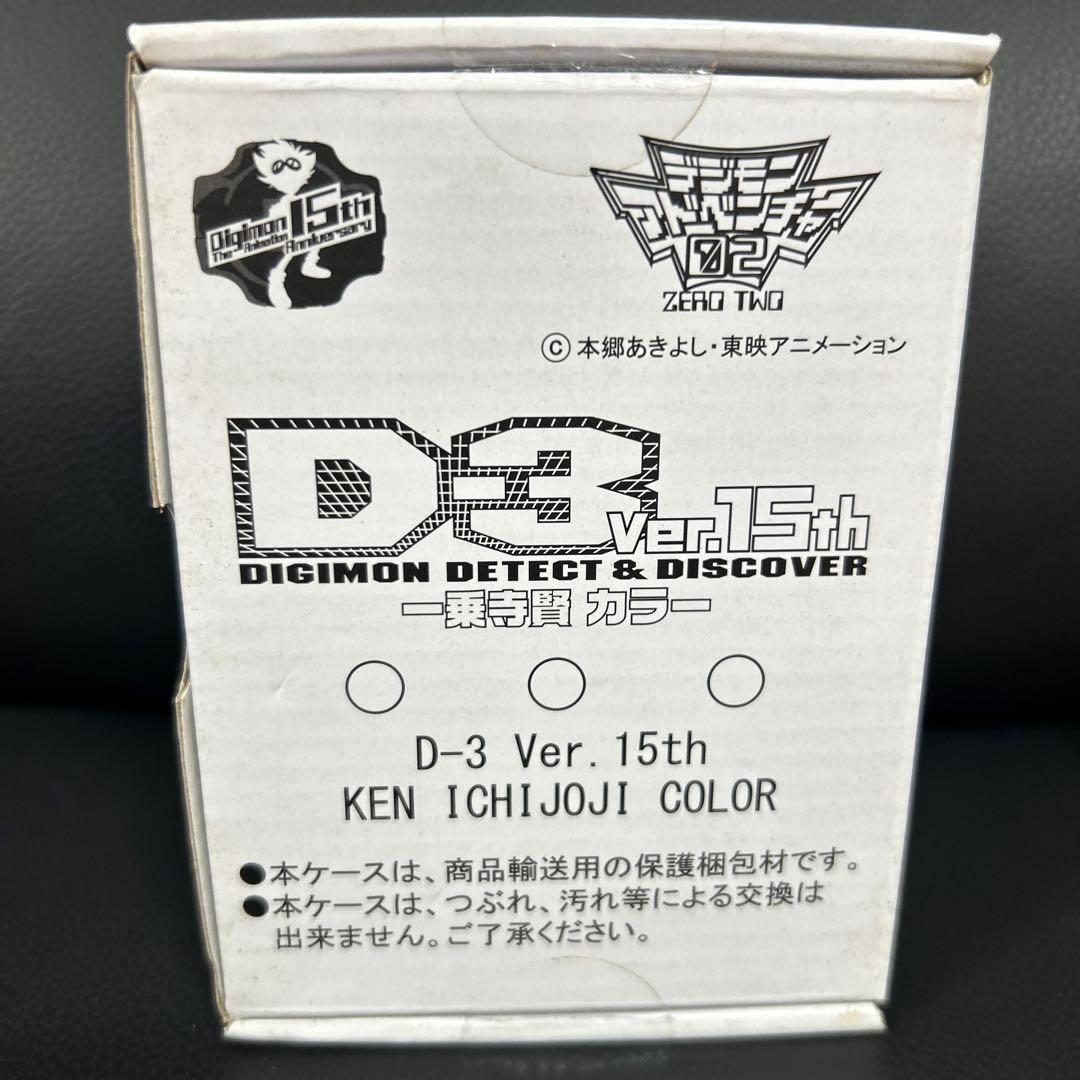 Digimon 15th
The Animation Anniversary
デジモン
アドベンチャー
02
ZERO TWO
©本郷あきよし・東映アニメーション
D-3 Ver.15th
DIGIMON DETECT & DISCOVER
一乗寺賢 カラー
D-3 Ver.15th
KEN ICHIJOJI COLOR
●本ケースは、商品輸送用の保護梱包材です。
●本ケースは、つぶれ、汚れ等による交換は
出来ません。ご了承ください。